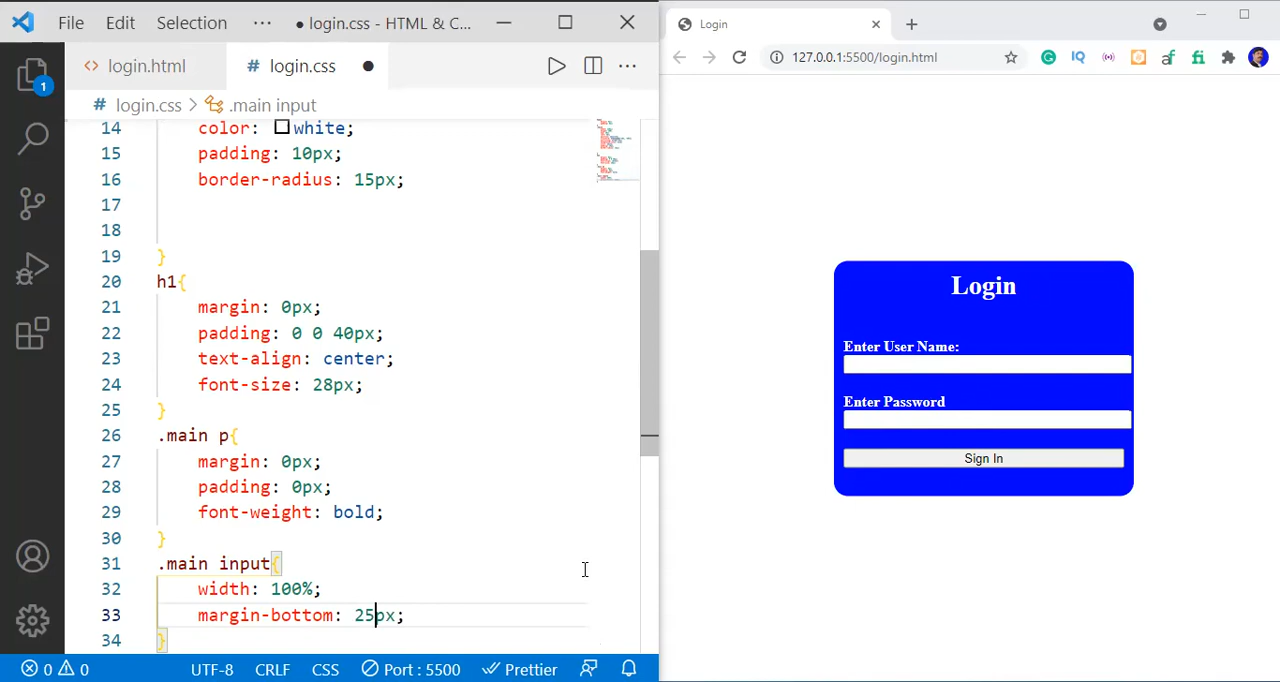 File Edit Selection ··· ● login.css - HTML & C...
login.html # login.css ●
# login.css > .main input
14 color: white;
15 padding: 10px;
16 border-radius: 15px;
17
18
19 }
20 h1{
21 margin: 0px;
22 padding: 0 0 40px;
23 text-align: center;
24 font-size: 28px;
25 }
26 .main p{
27 margin: 0px;
28 padding: 0px;
29 font-weight: bold;
30 }
31 .main input{
32 width: 100%;
33 margin-bottom: 25px;
34 }
1
0 0 UTF-8 CRLF CSS Port : 5500 Prettier
Login
127.0.0.1:5500/login.html
IQ af fi
Login
Enter User Name:
Enter Password
Sign In